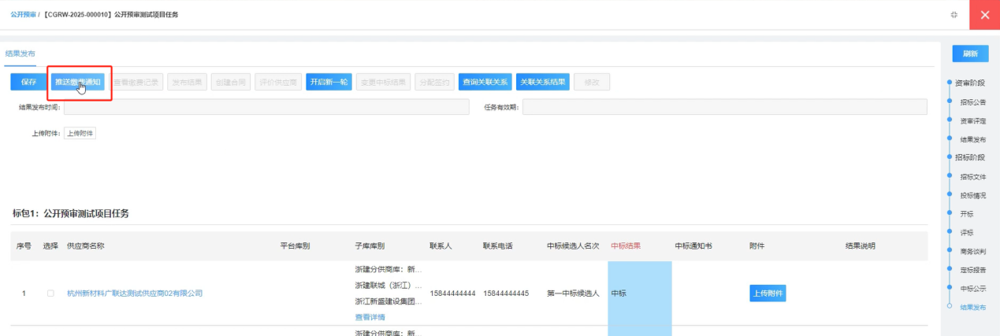 公开预审 / 【CGRW-2025-000010】公开预审测试项目任务
结果发布
刷新
保存 推送缴费通知 查看缴费记录 发布结果 创建合同 评价供应商 开启新一轮 变更中标结果 分配签约 查询关联关系 关联关系结果 修改
结果发布时间: 任务有效期:
上传附件: 上传附件
标包1: 公开预审测试项目任务
序号 选择 供应商名称 平台库别 子库库别 联系人 联系电话 中标候选人名次 中标结果 中标通知书 附件 结果说明
浙建分供商库: 新...
浙建联城 (浙江) ...
1 杭州新材料广联达测试供应商02有限公司 15844444444 15844444445 第一中标候选人 中标 上传附件
浙江新盛建设集团...
查看详情
浙建分供商库: 新...
资审阶段
招标公告
资审评定
结果发布
招标阶段
招标文件
投标情况
开标
评标
商务谈判
定标报告
中标公示
结果发布